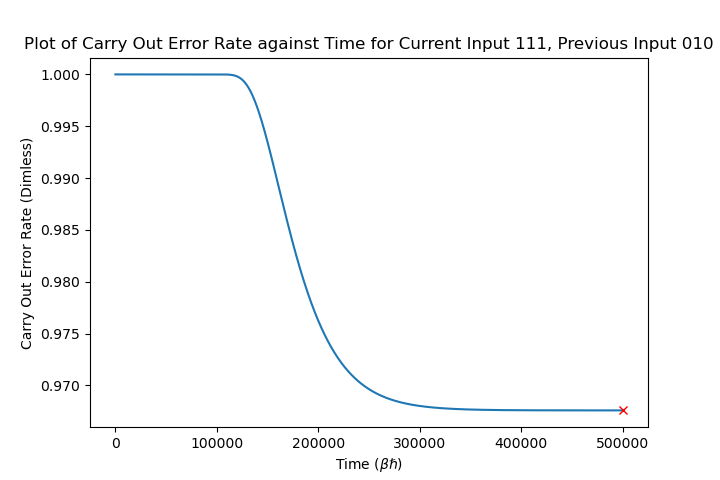 Plot of Carry Out Error Rate against Time for Current Input 111, Previous Input 010
1.000
0.995
0.990
0.985
0.980
0.975
0.970
Carry Out Error Rate (Dimless)
0 100000 200000 300000 400000 500000
Time (βħ)